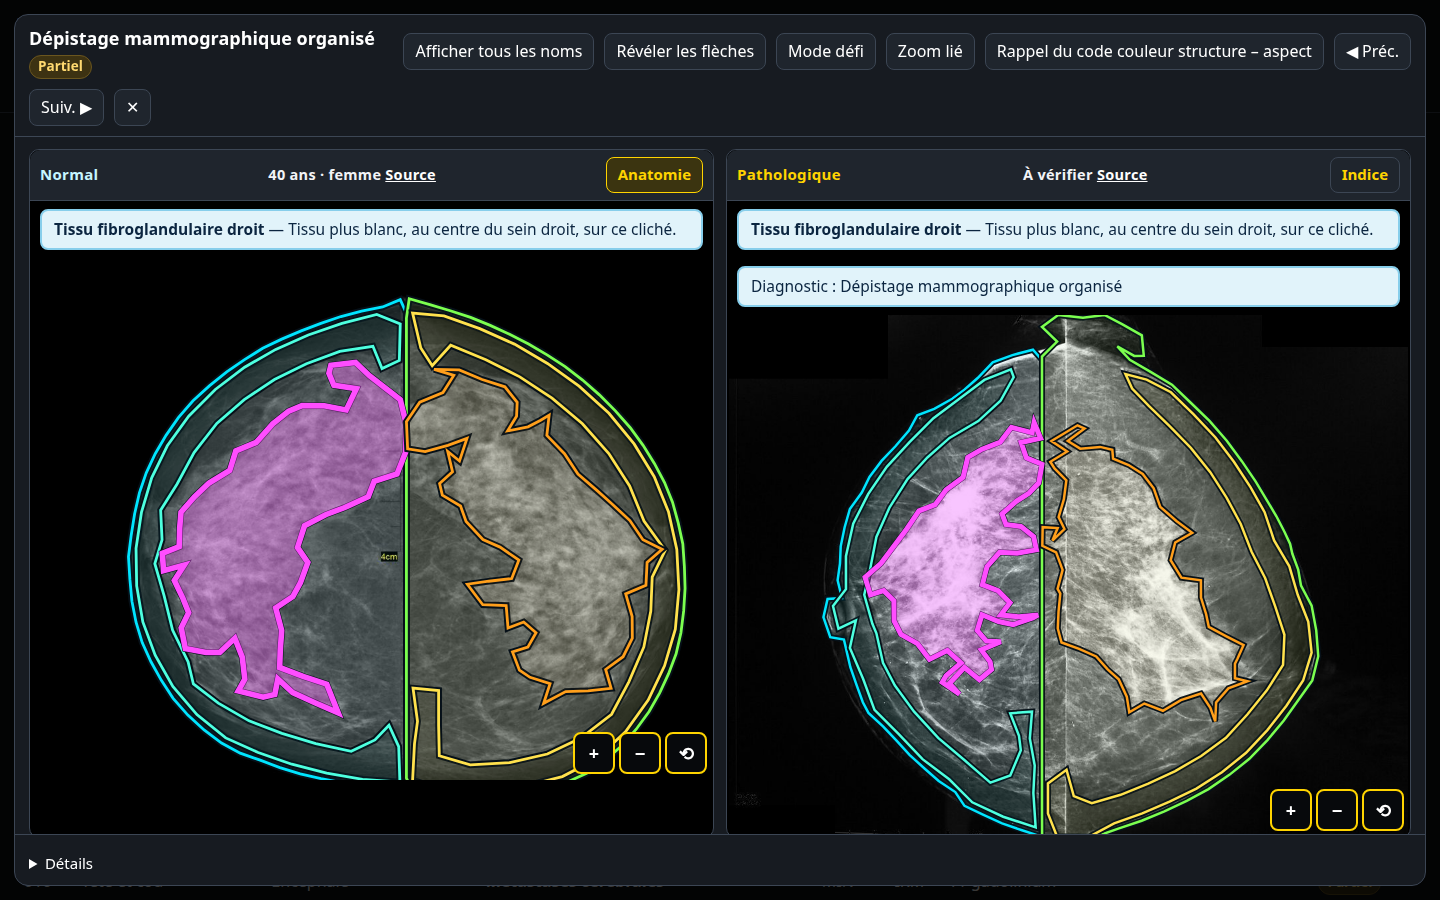 Dépistage mammographique organisé
Partiel
Afficher tous les noms
Révéler les flèches
Mode défi
Zoom lié
Rappel du code couleur structure – aspect
◀ Préc.
Suiv. ▶
✕
Normal
40 ans · femme Source
Anatomie
Tissu fibroglandulaire droit — Tissu plus blanc, au centre du sein droit, sur ce cliché.
4cm
+
−
⟲
Pathologique
À vérifier Source
Indice
Tissu fibroglandulaire droit — Tissu plus blanc, au centre du sein droit, sur ce cliché.
Diagnostic : Dépistage mammographique organisé
+
−
⟲
▶ Détails